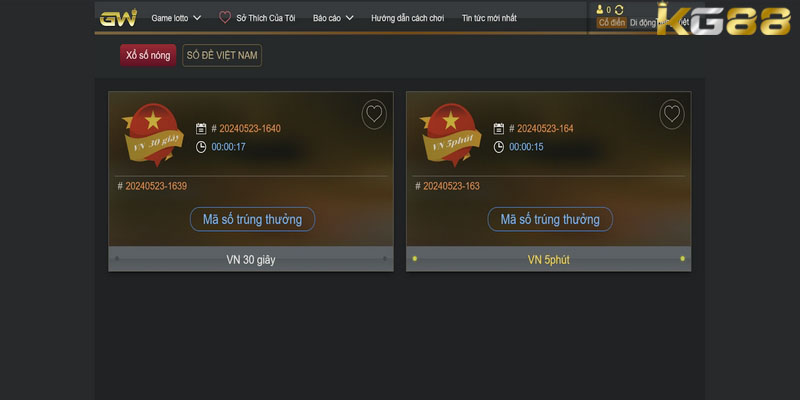 GW Game lotto Sở Thích Của Tôi Báo cáo Hướng dẫn cách chơi Tin tức mới nhất
0
Cổ điển Di động
KG88
Xổ số nóng SỐ ĐỀ VIỆT NAM
# 20240523-1640
00:00:17
VN 30 giây
# 20240523-1639
Mã số trúng thưởng
VN 30 giây
# 20240523-164
00:00:15
VN 5phút
# 20240523-163
Mã số trúng thưởng
VN 5phút